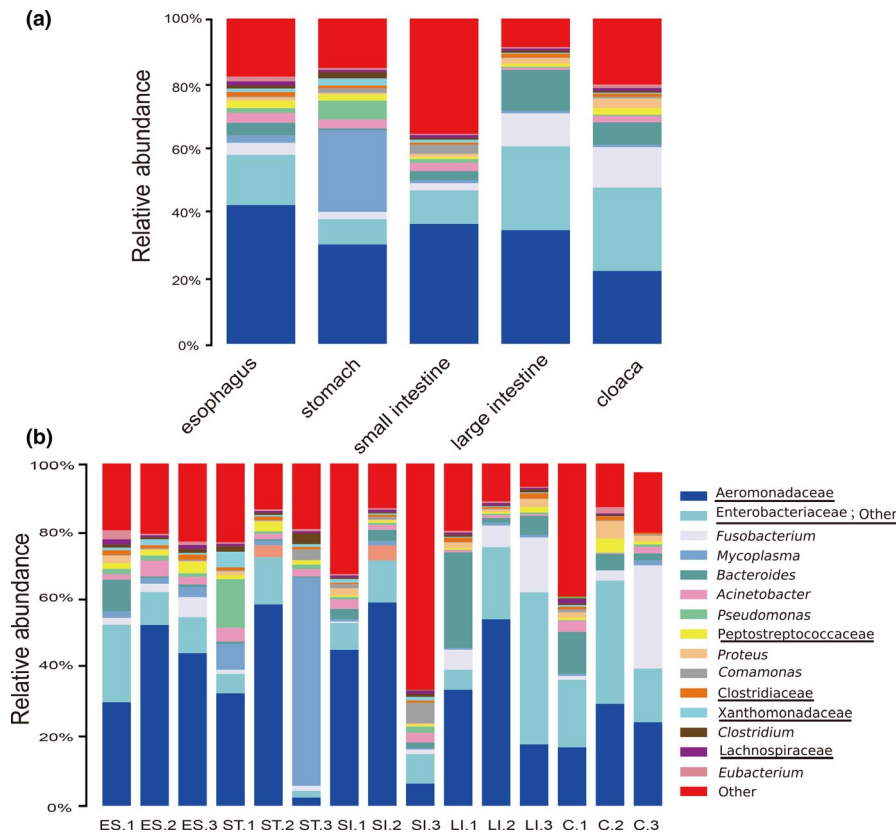 (a)
Relative abundance
100%
80%
60%
40%
20%
0%
esophagus
stomach
small intestine
large intestine
cloaca
(b)
Relative abundance
100%
80%
60%
40%
20%
0%
ES.1 ES.2 ES.3 ST.1 ST.2 ST.3 SI.1 SI.2 SI.3 LI.1 LI.2 LI.3 C.1 C.2 C.3
Aeromonadaceae
Enterobacteriaceae ; Other
Fusobacterium
Mycoplasma
Bacteroides
Acinetobacter
Pseudomonas
Peptostreptococcaceae
Proteus
Comamonas
Clostridiaceae
Xanthomonadaceae
Clostridium
Lachnospiraceae
Eubacterium
Other